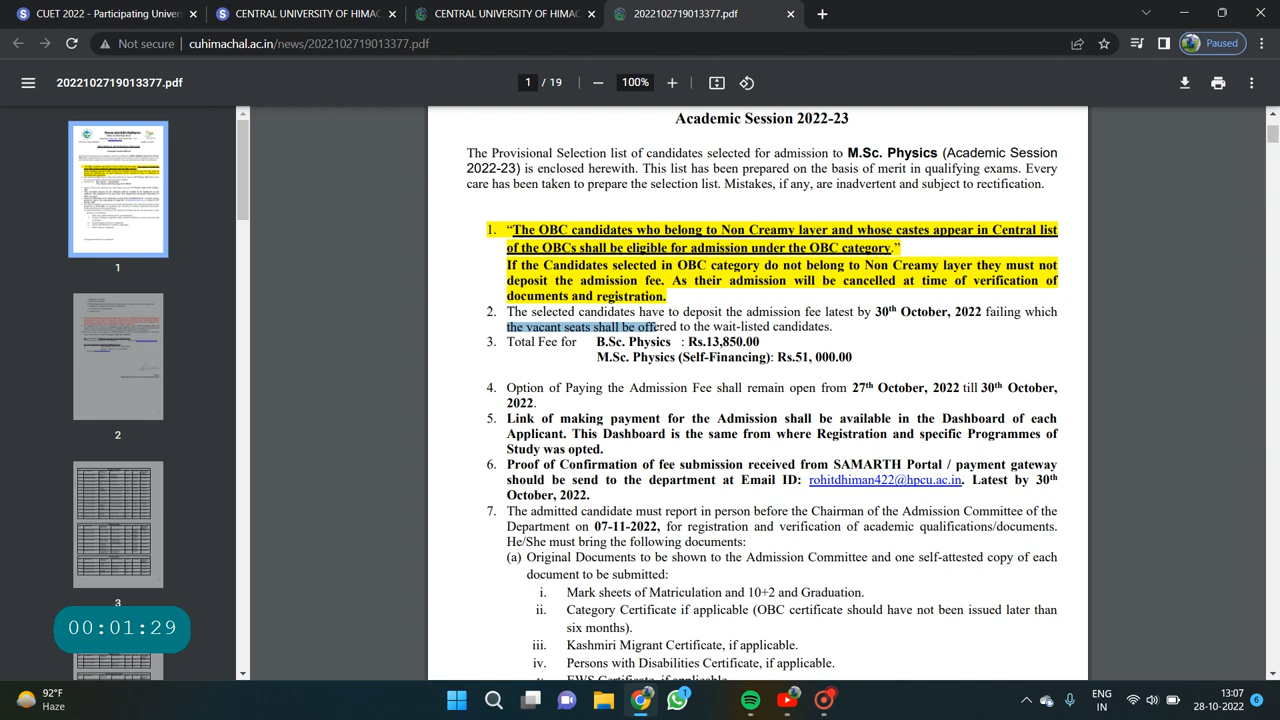 CUET 2022 - Participating Univer
CENTRAL UNIVERSITY OF HIMAC
CENTRAL UNIVERSITY OF HIMAC
2022102719013377.pdf
Not secure
cuhimachal.ac.in/news/2022102719013377.pdf
Paused
2022102719013377.pdf
1 / 19
100%
Academic Session 2022-23
The Provisional Selection list of candidates selected for admission to M.Sc. Physics (Academic Session
2022-23) is enclosed herewith. This list has been prepared on the basis of merit in qualifying exams. Every
care has been taken to prepare the selection list. Mistakes, if any, are inadvertent and subject to rectification.
1. “The OBC candidates who belong to Non Creamy layer and whose castes appear in Central list
of the OBCs shall be eligible for admission under the OBC category.”
If the Candidates selected in OBC category do not belong to Non Creamy layer they must not
deposit the admission fee. As their admission will be cancelled at time of verification of
documents and registration.
2. The selected candidates have to deposit the admission fee latest by 30th October, 2022 failing which
the vacant seats shall be offered to the wait-listed candidates.
3. Total Fee for B.Sc. Physics : Rs.13,850.00
M.Sc. Physics (Self-Financing): Rs.51, 000.00
4. Option of Paying the Admission Fee shall remain open from 27th October, 2022 till 30th October,
2022.
5. Link of making payment for the Admission shall be available in the Dashboard of each
Applicant. This Dashboard is the same from where Registration and specific Programmes of
Study was opted.
6. Proof of Confirmation of fee submission received from SAMARTH Portal / payment gateway
should be send to the department at Email ID: rohitdhiman422@hpcu.ac.in. Latest by 30th
October, 2022.
7. The admitted candidate must report in person before the Chairman of the Admission Committee of the
Department on 07-11-2022, for registration and verification of academic qualifications/documents.
He/She must bring the following documents:
(a) Original Documents to be shown to the Admission Committee and one self-attested copy of each
document to be submitted:
i. Mark sheets of Matriculation and 10+2 and Graduation.
ii. Category Certificate if applicable (OBC certificate should have not been issued later than
six months).
iii. Kashmiri Migrant Certificate, if applicable.
iv. Persons with Disabilities Certificate, if applicable.
1
2
3
00:01:29
92°F
Haze
1
ENG
IN
13:07
28-10-2022
6